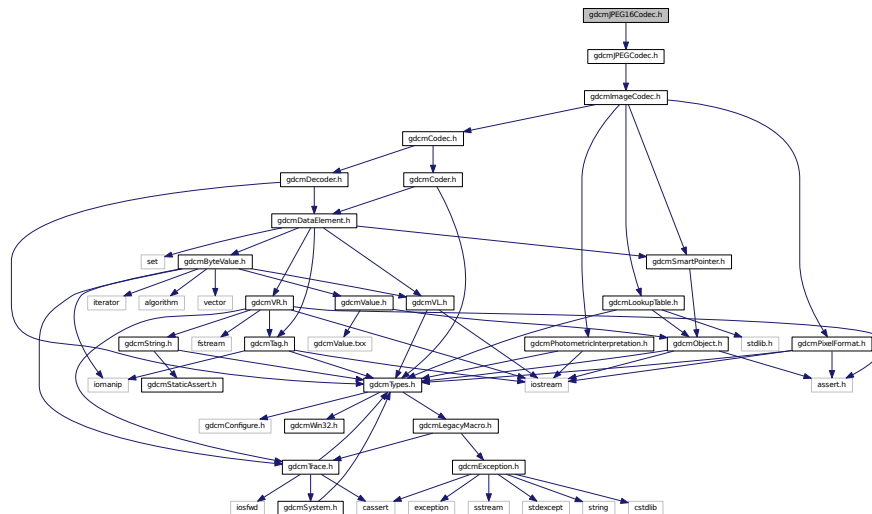 gdcmJPEG16Codec.h
gdcmJPEGCodec.h
gdcmImageCodec.h
gdcmCodec.h
gdcmDecoder.h
gdcmCoder.h
gdcmDataElement.h
set
gdcmByteValue.h
gdcmSmartPointer.h
iterator
algorithm
vector
gdcmVR.h
gdcmValue.h
gdcmVL.h
gdcmLookupTable.h
gdcmString.h
fstream
gdcmTag.h
gdcmValue.txx
gdcmPhotometricInterpretation.h
gdcmObject.h
stdlib.h
gdcmPixelFormat.h
iomanip
gdcmStaticAssert.h
gdcmTypes.h
iostream
assert.h
gdcmConfigure.h
gdcmWin32.h
gdcmLegacyMacro.h
gdcmTrace.h
gdcmException.h
iosfwd
gdcmSystem.h
cassert
exception
sstream
stdexcept
string
cstdlib